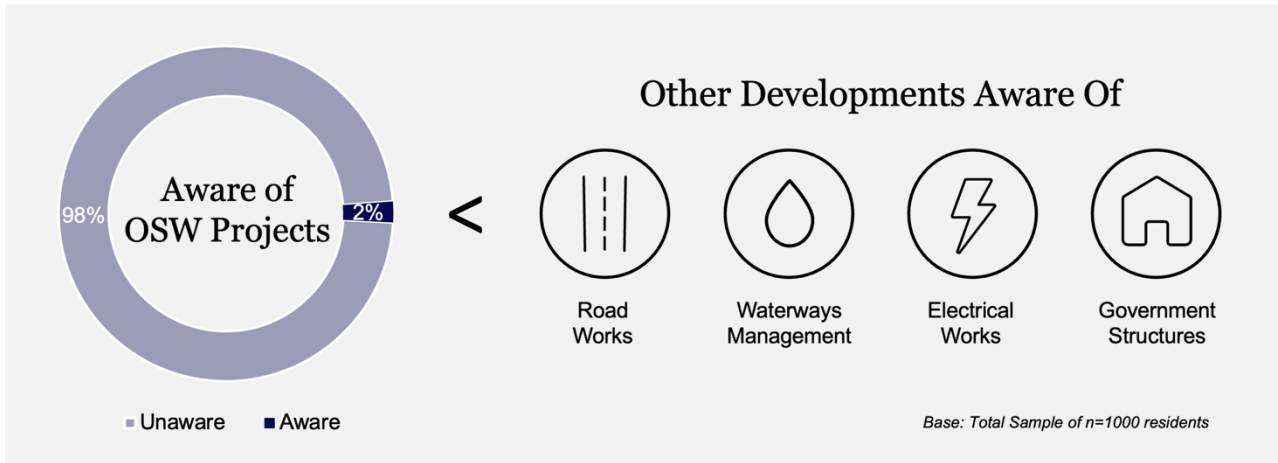 Other Developments Aware Of
Aware of
OSW Projects
98%
2%
<
Road
Works
Waterways
Management
Electrical
Works
Government
Structures
Unaware
Aware
Base: Total Sample of n=1000 residents